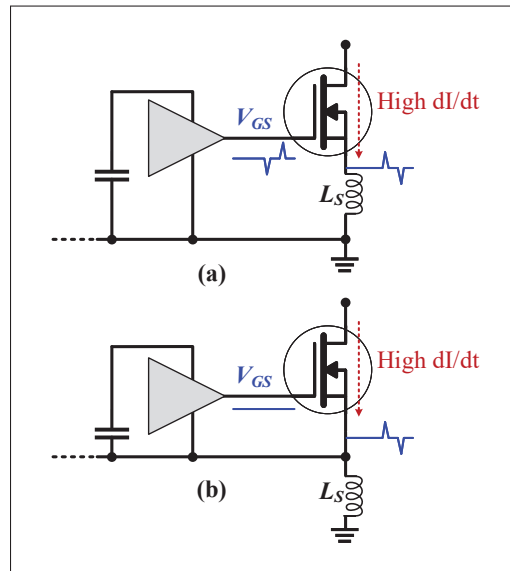 V_GS
High dI/dt
L_S
(a)
V_GS
High dI/dt
L_S
(b)